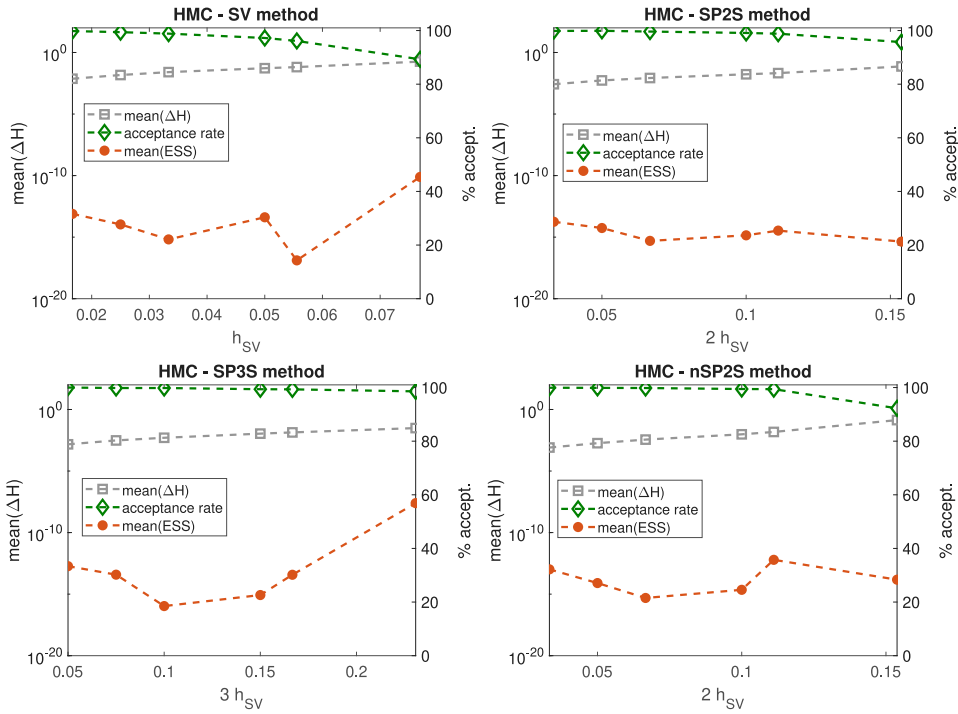 HMC - SV method
10^0
10^-10
10^-20
mean(ΔH)
mean(ΔH)
acceptance rate
mean(ESS)
100
80
60
40
20
0
% accept.
0.02
0.03
0.04
0.05
0.06
0.07
h_SV
HMC - SP2S method
10^0
10^-10
10^-20
mean(ΔH)
mean(ΔH)
acceptance rate
mean(ESS)
100
80
60
40
20
0
% accept.
0.05
0.1
0.15
2 h_SV
HMC - SP3S method
10^0
10^-10
10^-20
mean(ΔH)
mean(ΔH)
acceptance rate
mean(ESS)
100
80
60
40
20
0
% accept.
0.05
0.1
0.15
0.2
3 h_SV
HMC - nSP2S method
10^0
10^-10
10^-20
mean(ΔH)
mean(ΔH)
acceptance rate
mean(ESS)
100
80
60
40
20
0
% accept.
0.05
0.1
0.15
2 h_SV